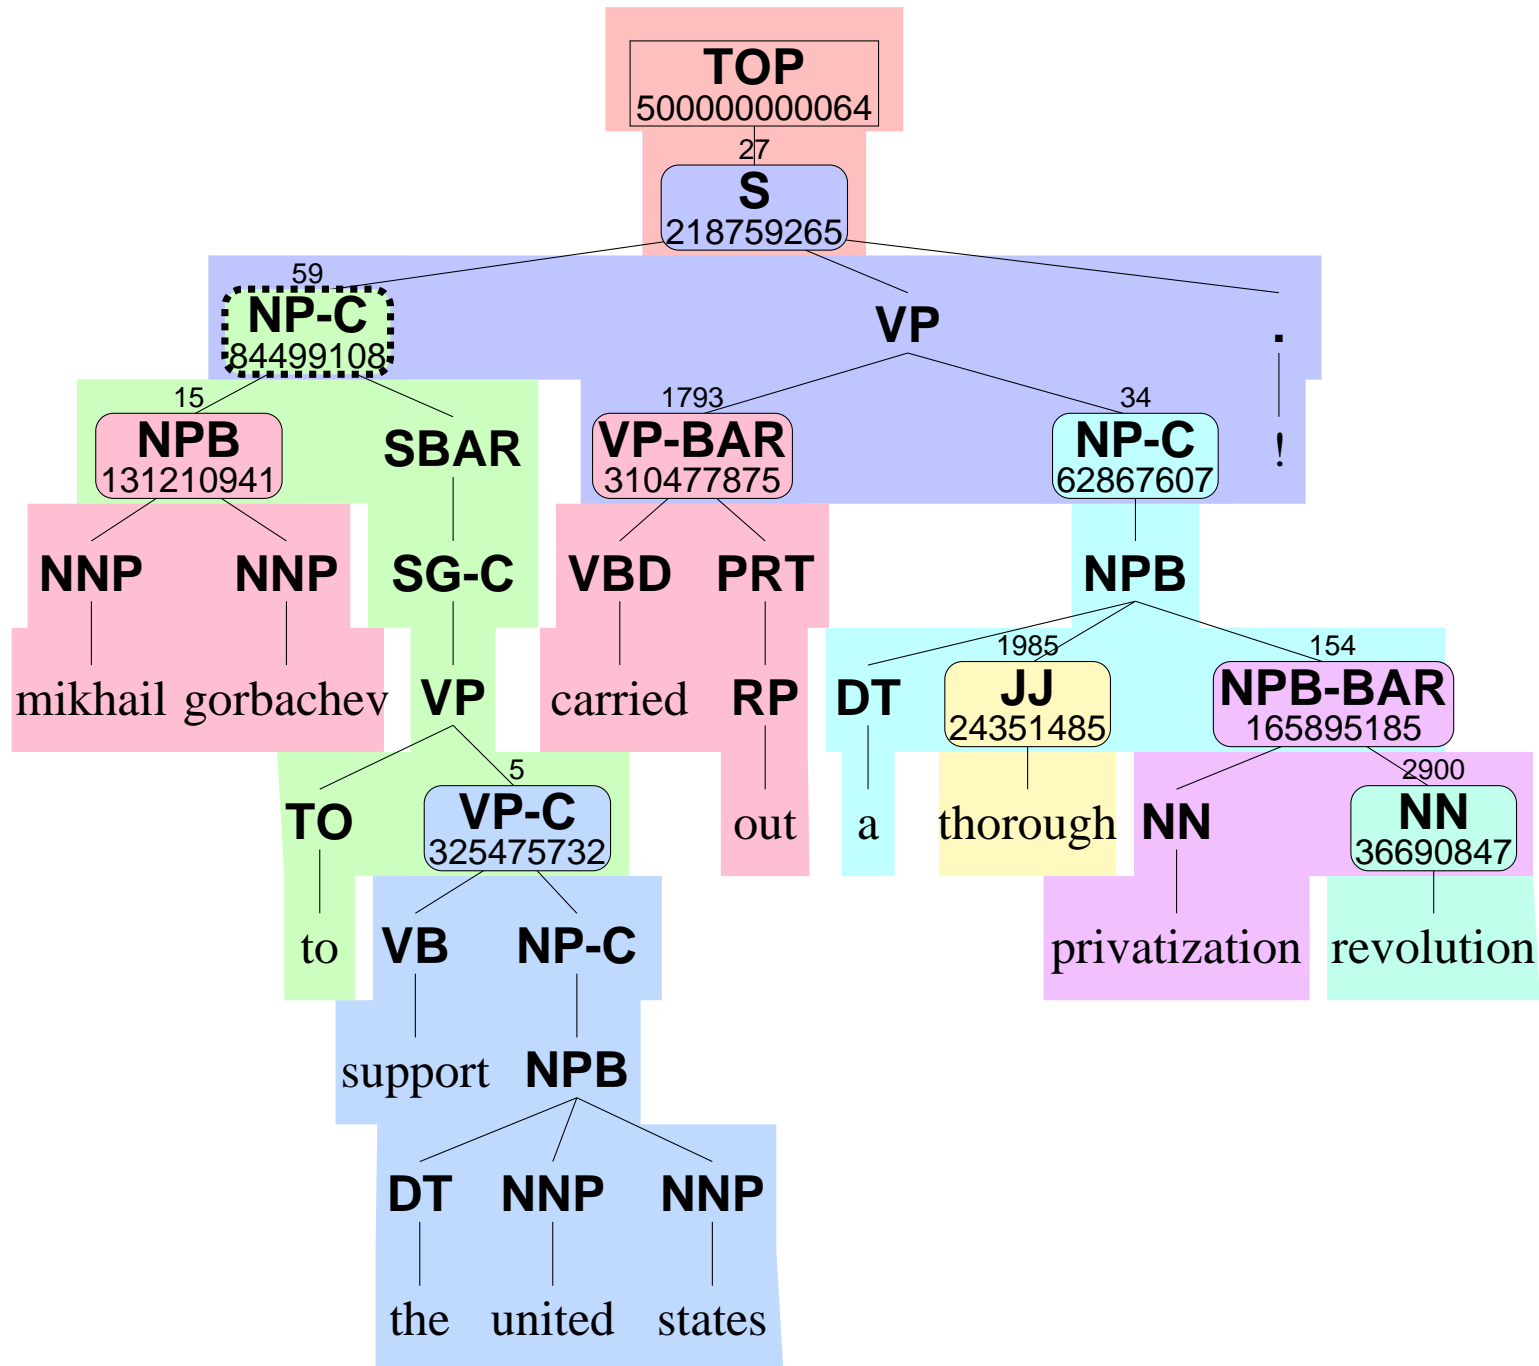 TOP
500000000064
27
S
218759265
59
NP-C
84499108
VP
.
15
NPB
131210941
SBAR
1793
VP-BAR
310477875
34
NP-C
62867607
!
NNP NNP SG-C VBD PRT NPB
mikhail gorbachev VP carried RP DT
1985
JJ
24351485
154
NPB-BAR
165895185
TO
5
VP-C
325475732
out a thorough NN
2900
NN
36690847
to VB NP-C privatization revolution
support NPB
DT NNP NNP
the united states